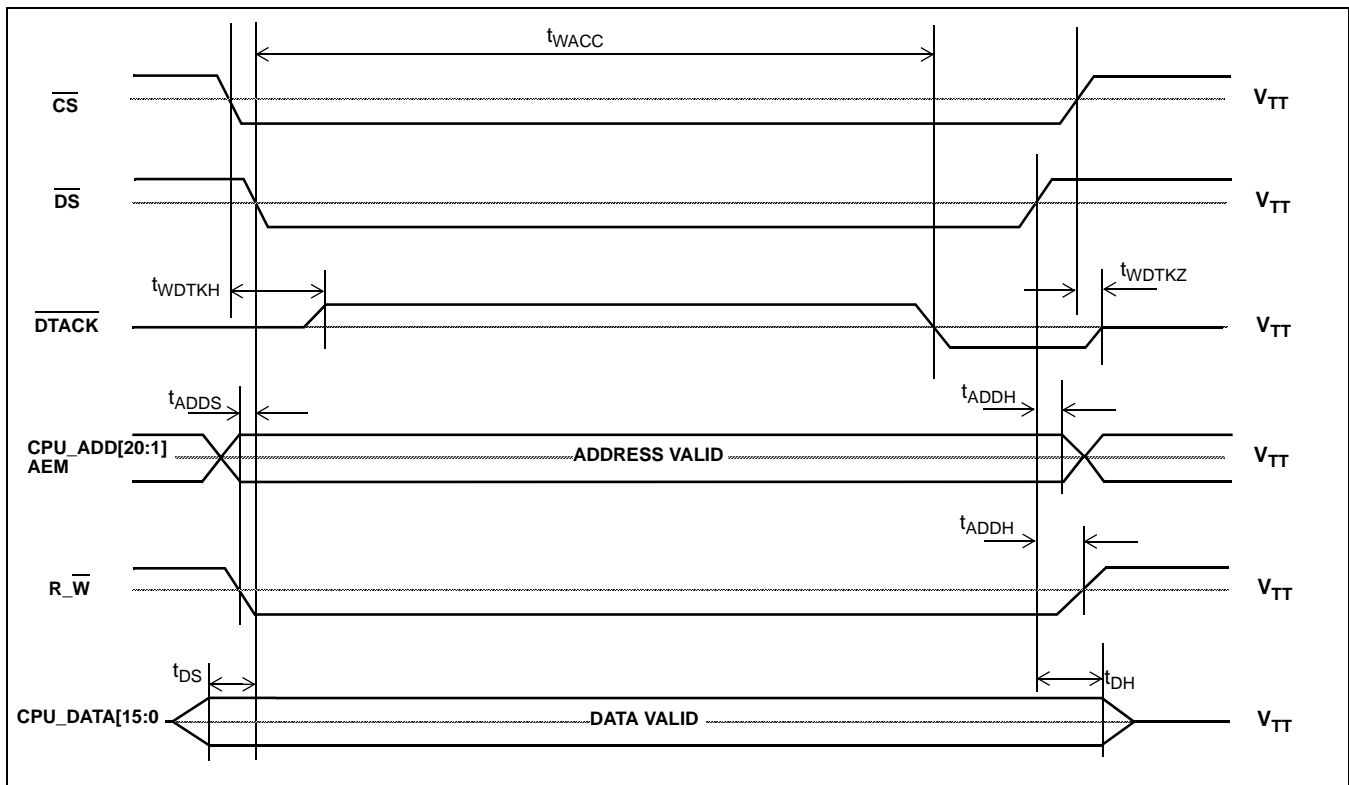 tWACC
CS VTT
DS VTT
tWDTKH tWDTKZ
DTACK VTT
tADDS tADDH
CPU_ADD[20:1]
AEM ADDRESS VALID VTT
tADDH
R_W VTT
tDS tDH
CPU_DATA[15:0 DATA VALID VTT